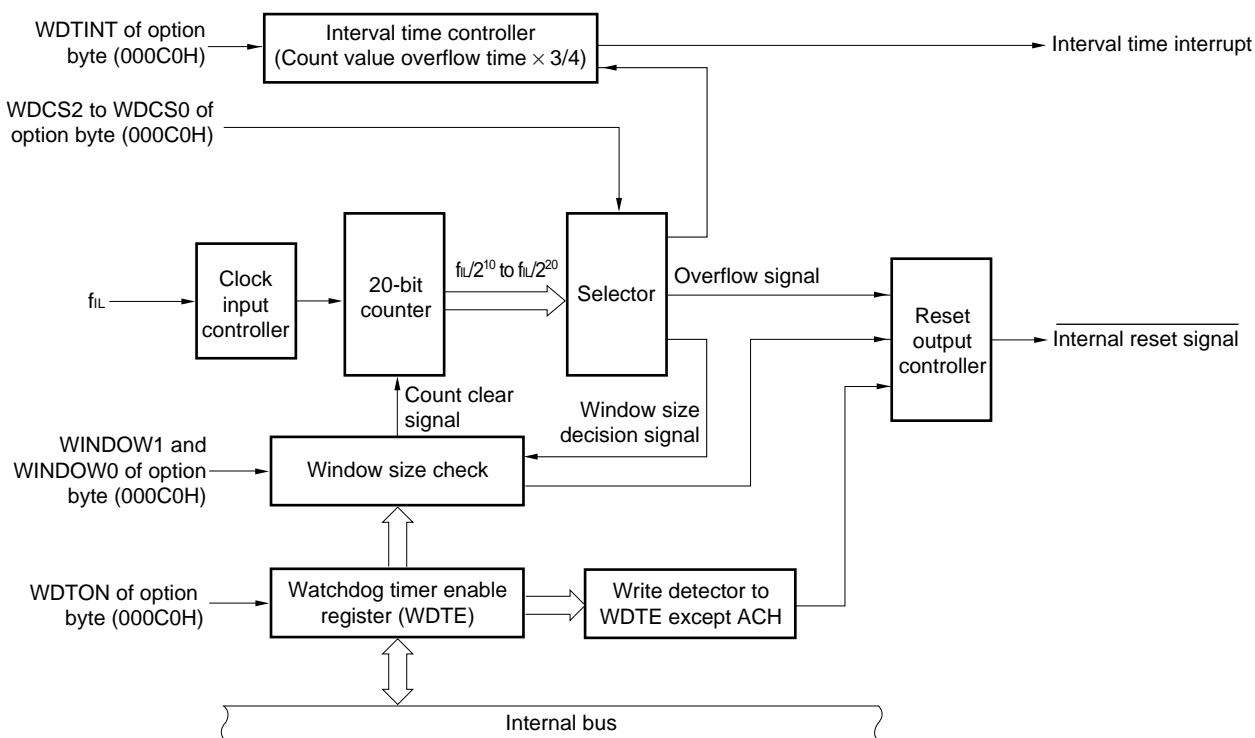 WDTINT of option
byte (000C0H)
Interval time controller
(Count value overflow time × 3/4)
Interval time interrupt
WDCS2 to WDCS0 of
option byte (000C0H)
fIL
Clock
input
controller
20-bit
counter
fIL/2^10 to fIL/2^20
Selector
Overflow signal
Reset
output
controller
Internal reset signal
Count clear
signal
Window size
decision signal
WINDOW1 and
WINDOW0 of option
byte (000C0H)
Window size check
WDTON of option
byte (000C0H)
Watchdog timer enable
register (WDTE)
Write detector to
WDTE except ACH
Internal bus